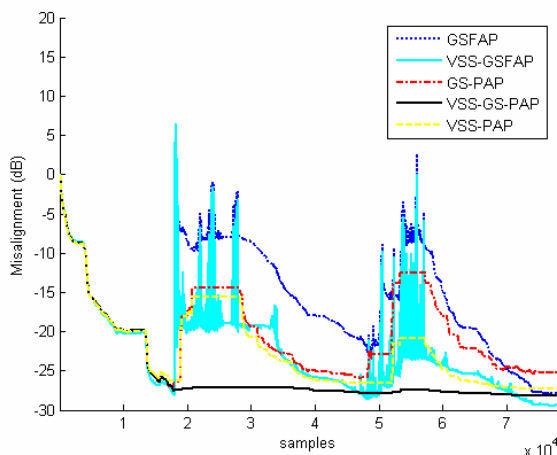 20
15
10
5
0
-5
-10
-15
-20
-25
-30
Misalignment (dB)
GSFAP
VSS-GSFAP
GS-PAP
VSS-GS-PAP
VSS-PAP
1 2 3 4 5 6 7
samples
x 10^4